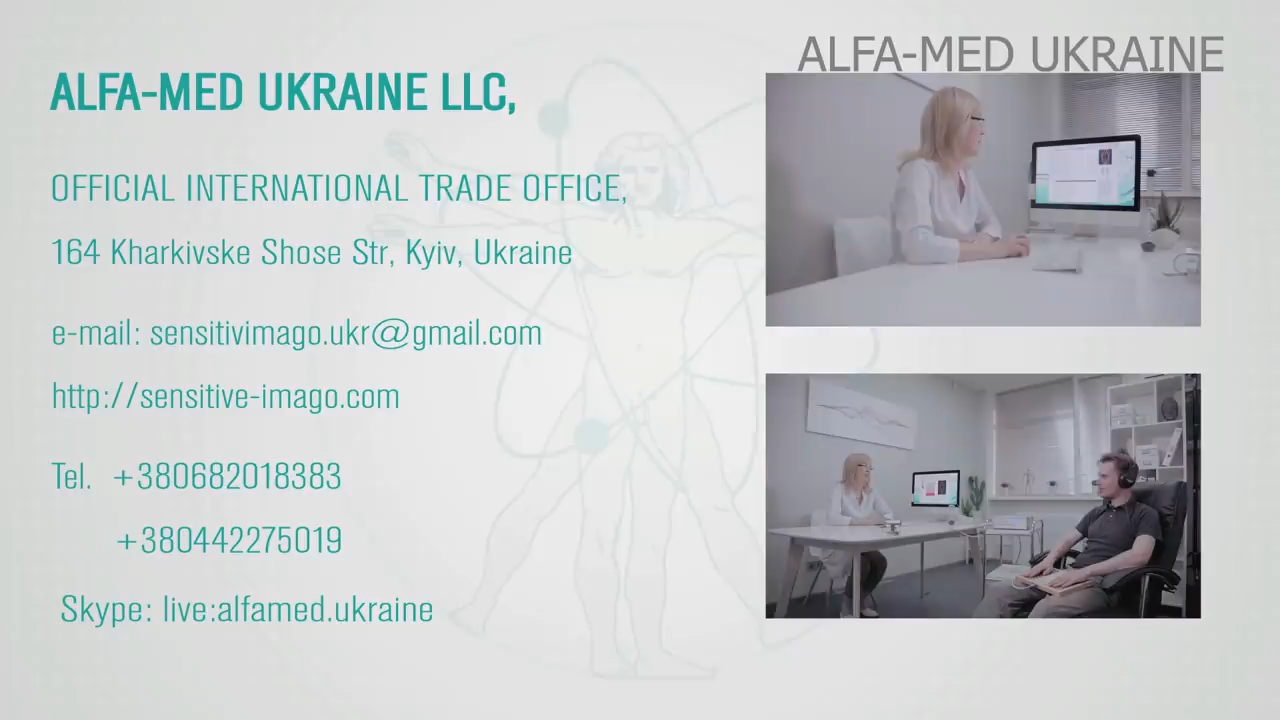 ALFA-MED UKRAINE
ALFA-MED UKRAINE LLC,
OFFICIAL INTERNATIONAL TRADE OFFICE,
164 Kharkivske Shose Str, Kyiv, Ukraine
e-mail: sensitivimago.ukr@gmail.com
http://sensitive-imago.com
Tel. +380682018383
+380442275019
Skype: live:alfamed.ukraine